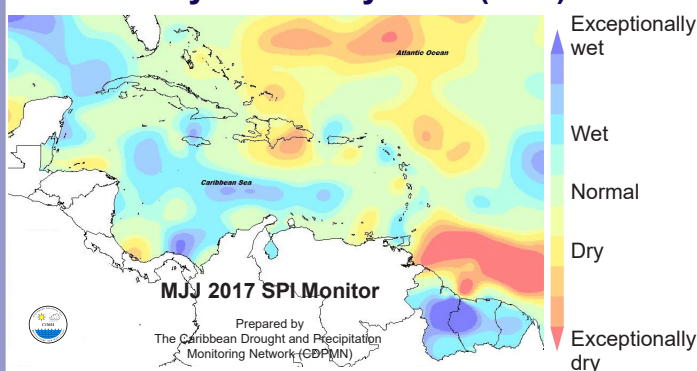 Atlantic Ocean
Caribbean Sea
MJJ 2017 SPI Monitor
Prepared by
The Caribbean Drought and Precipitation
Monitoring Network (CDPMN)
CIMH
Exceptionally
wet
Wet
Normal
Dry
Exceptionally
dry